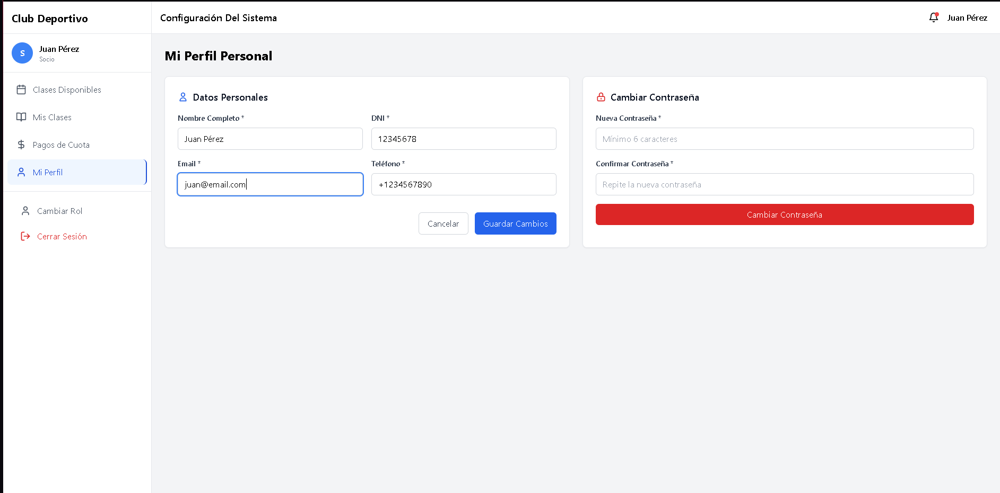 Club Deportivo
S
Juan Pérez
Socio
Clases Disponibles
Mis Clases
Pagos de Cuota
Mi Perfil
Cambiar Rol
Cerrar Sesión
Configuración Del Sistema
Juan Pérez
Mi Perfil Personal
Datos Personales
Nombre Completo *
DNI *
Juan Pérez
12345678
Email *
Teléfono *
juan@email.com
+1234567890
Cancelar
Guardar Cambios
Cambiar Contraseña
Nueva Contraseña *
Mínimo 6 caracteres
Confirmar Contraseña *
Repite la nueva contraseña
Cambiar Contraseña